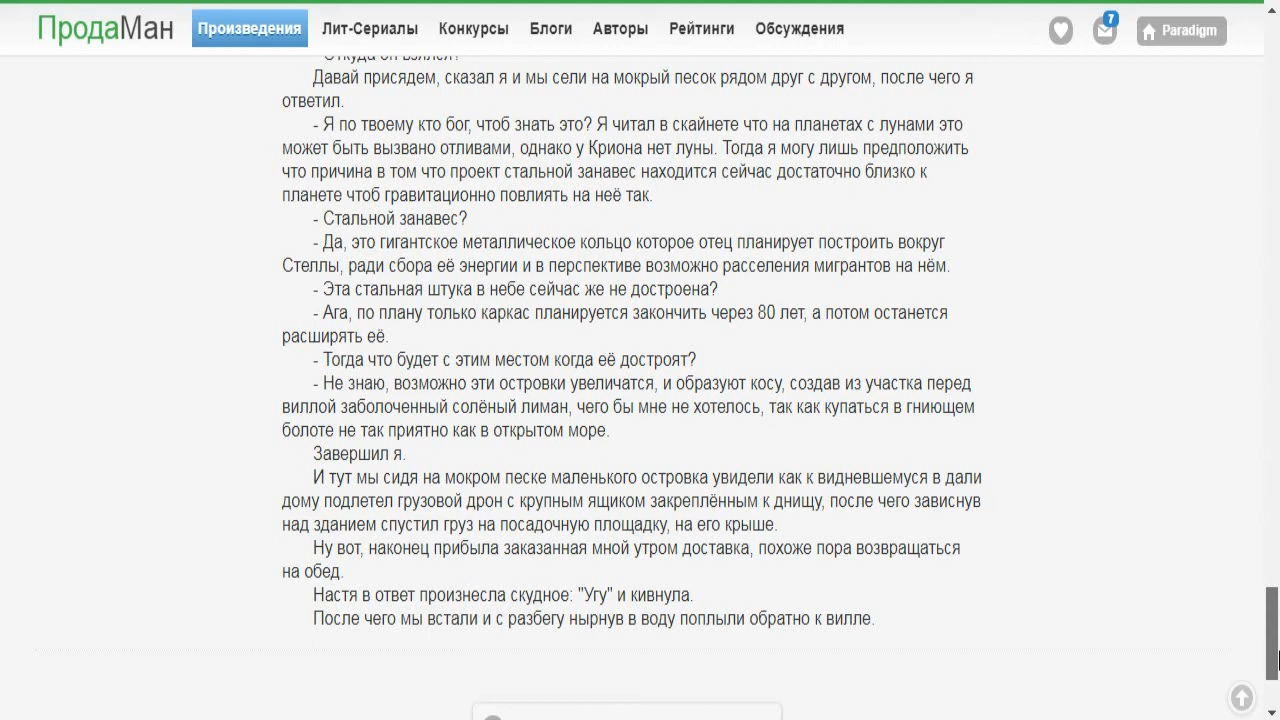 ПродаМан Произведения Лит-Сериалы Конкурсы Блоги Авторы Рейтинги Обсуждения 7 Paradigm
- Откуда он взялся?
Давай присядем, сказал я и мы сели на мокрый песок рядом друг с другом, после чего я
ответил.
- Я по твоему кто бог, чтоб знать это? Я читал в скайнете что на планетах с лунами это
может быть вызвано отливами, однако у Криона нет луны. Тогда я могу лишь предположить
что причина в том что проект стальной занавес находится сейчас достаточно близко к
планете чтоб гравитационно повлиять на неё так.
- Стальной занавес?
- Да, это гигантское металлическое кольцо которое отец планирует построить вокруг
Стеллы, ради сбора её энергии и в перспективе возможно расселения мигрантов на нём.
- Эта стальная штука в небе сейчас же не достроена?
- Ага, по плану только каркас планируется закончить через 80 лет, а потом останется
расширять её.
- Тогда что будет с этим местом когда её достроят?
- Не знаю, возможно эти островки увеличатся, и образуют косу, создав из участка перед
виллой заболоченный солёный лиман, чего бы мне не хотелось, так как купаться в гниющем
болоте не так приятно как в открытом море.
Завершил я.
И тут мы сидя на мокром песке маленького островка увидели как к видневшемуся в дали
дому подлетел грузовой дрон с крупным ящиком закреплённым к днищу, после чего зависнув
над зданием спустил груз на посадочную площадку, на его крыше.
Ну вот, наконец прибыла заказанная мной утром доставка, похоже пора возвращаться
на обед.
Настя в ответ произнесла скудное: "Угу" и кивнула.
После чего мы встали и с разбегу нырнув в воду поплыли обратно к вилле.